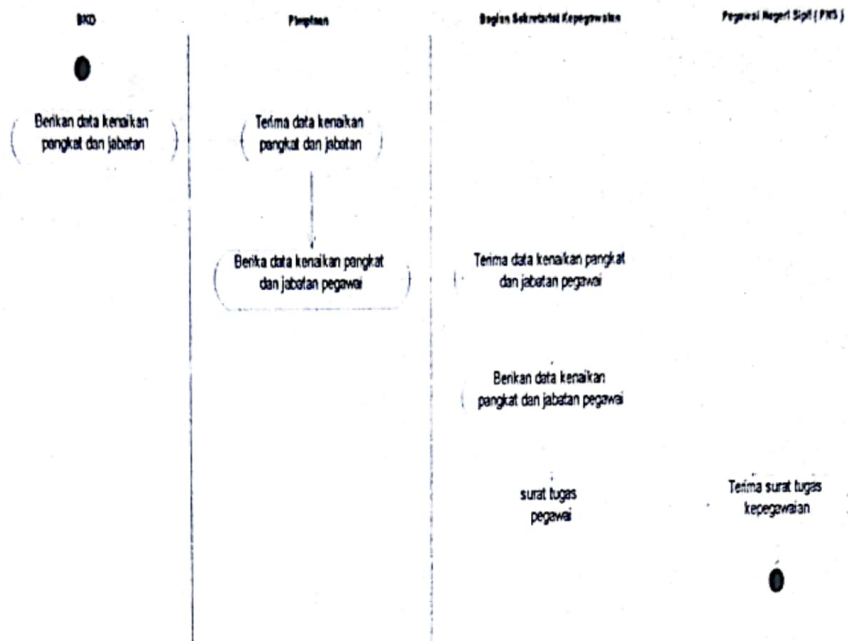 BKD
Pimpinan
Bagian Sekretariat Kepegawaian
Pegawai Negeri Sipil ( PNS )
Berikan data kenaikan
pangkat dan jabatan
Terima data kenaikan
pangkat dan jabatan
Berika data kenaikan pangkat
dan jabatan pegawai
Terima data kenaikan pangkat
dan jabatan pegawai
Berikan data kenaikan
pangkat dan jabatan pegawai
surat tugas
pegawai
Terima surat tugas
kepegawaian